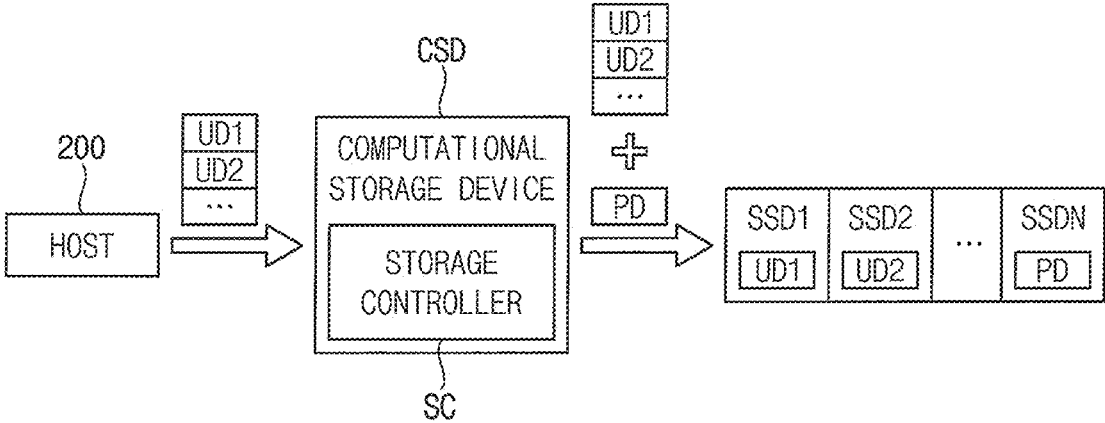 200
HOST
UD1
UD2
...
CSD
COMPUTATIONAL
STORAGE DEVICE
STORAGE
CONTROLLER
SC
UD1
UD2
...
+
PD
SSD1
SSD2
...
SSDN
UD1
UD2
PD